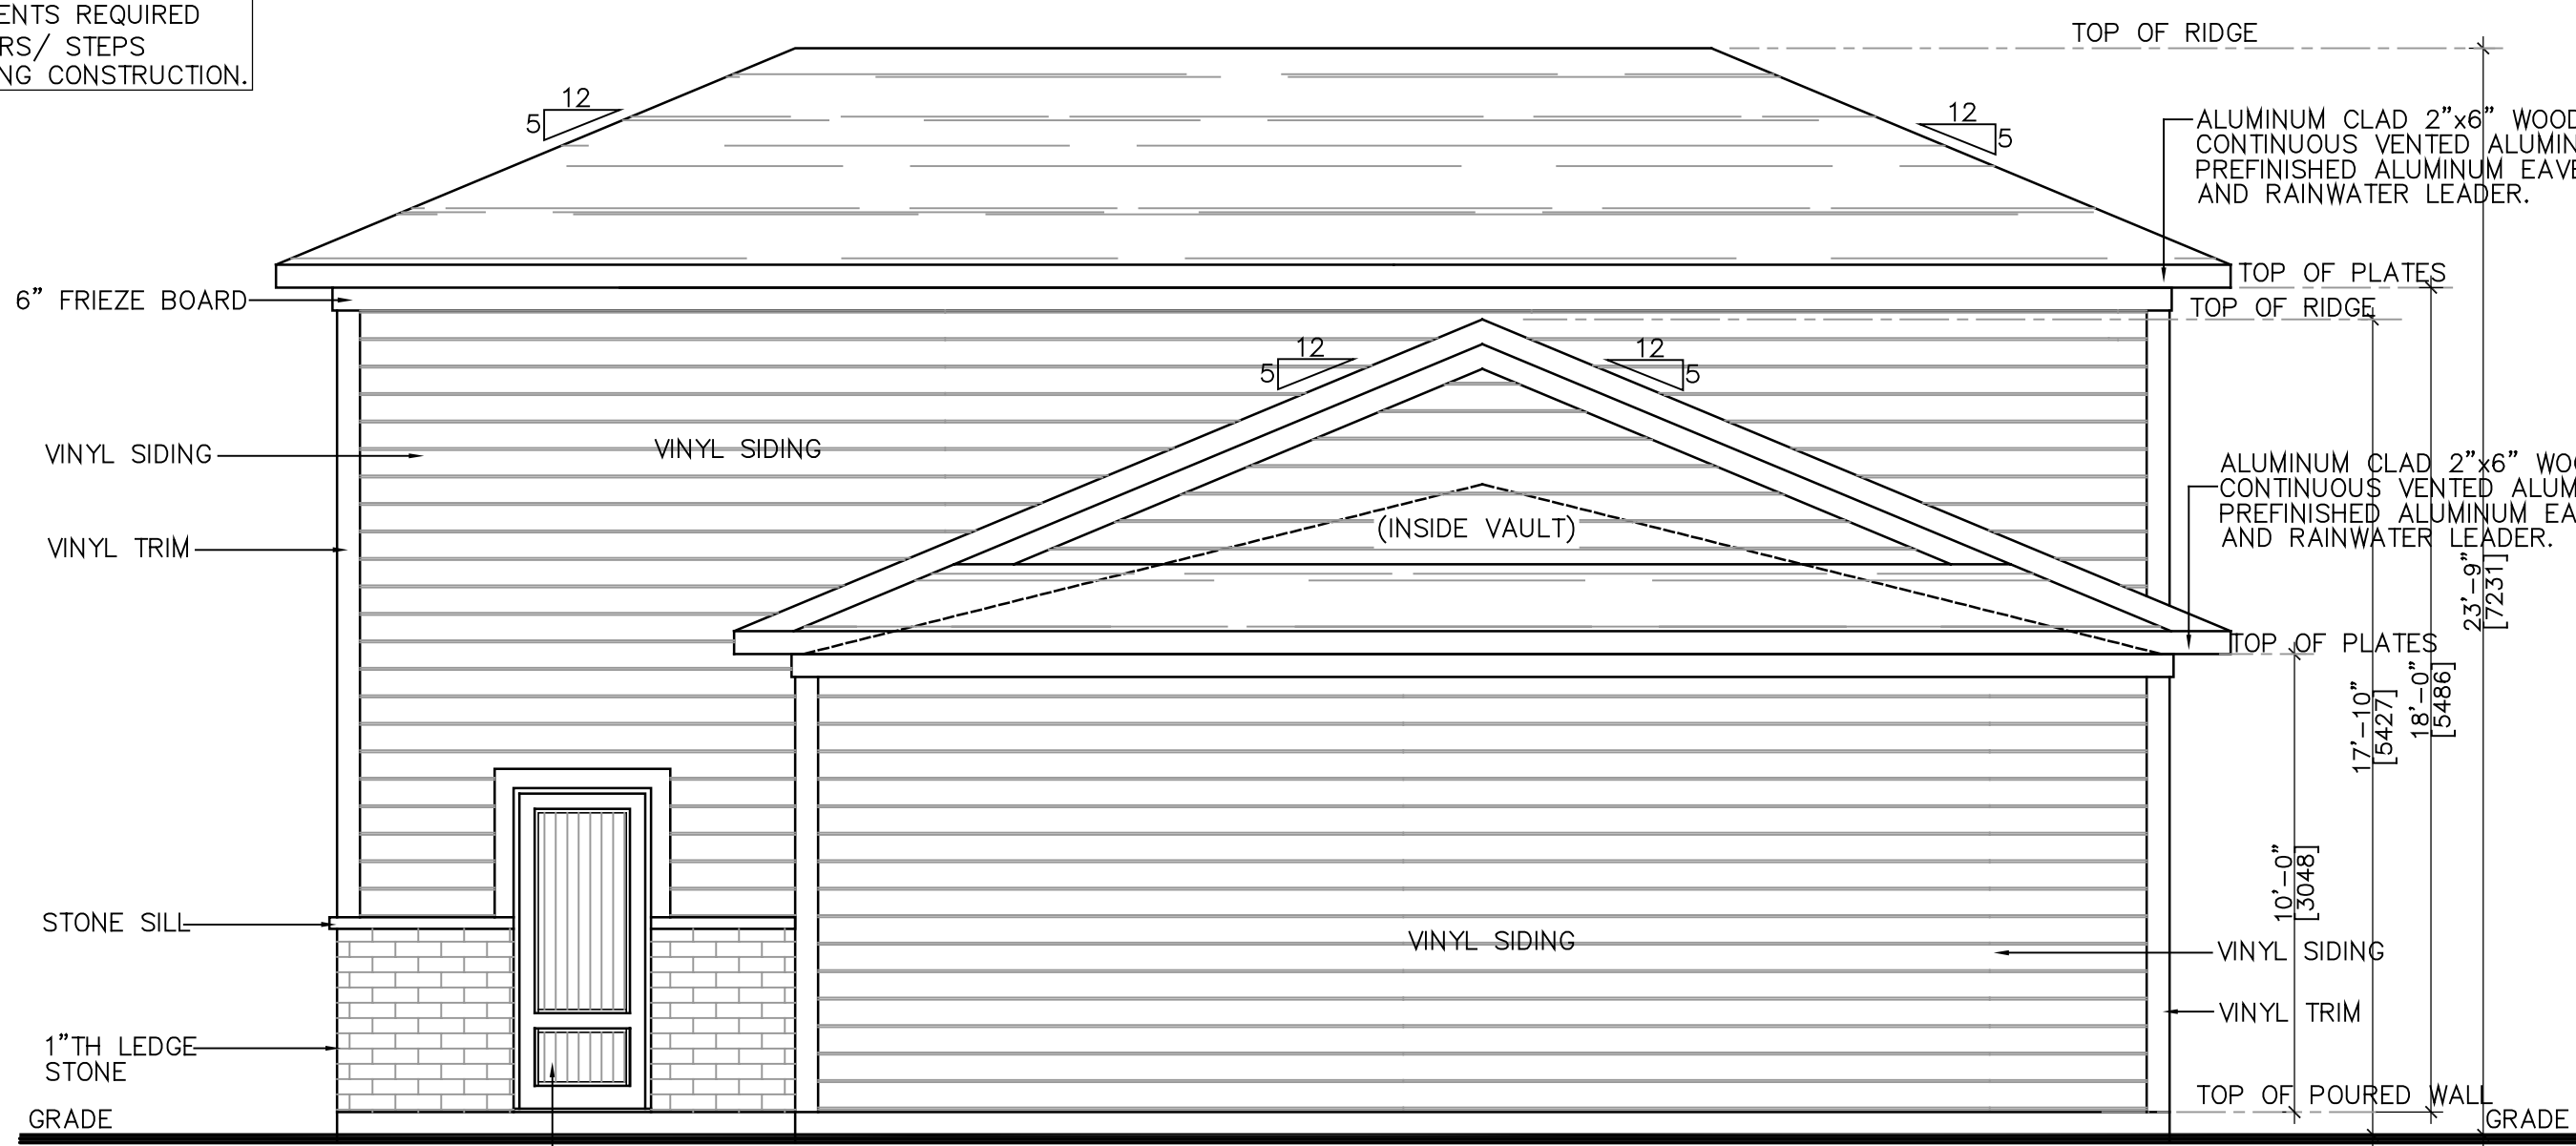 ENTS REQUIRED
RS/ STEPS
NG CONSTRUCTION.
TOP OF RIDGE
12
5
12
5
ALUMINUM CLAD 2"x6" WOOD
CONTINUOUS VENTED ALUMIN
PREFINISHED ALUMINUM EAVE
AND RAINWATER LEADER.
TOP OF PLATES
6" FRIEZE BOARD
TOP OF RIDGE
12
5
12
5
VINYL SIDING
VINYL SIDING
ALUMINUM CLAD 2"x6" WOO
CONTINUOUS VENTED ALUM
PREFINISHED ALUMINUM EA
AND RAINWATER LEADER.
(INSIDE VAULT)
VINYL TRIM
23'-9"
[7231]
TOP OF PLATES
18'-0"
[5486]
17'-10"
[5427]
10'-0"
[3048]
STONE SILL
VINYL SIDING
VINYL SIDING
VINYL TRIM
1"TH LEDGE
STONE
TOP OF POURED WALL
GRADE
GRADE